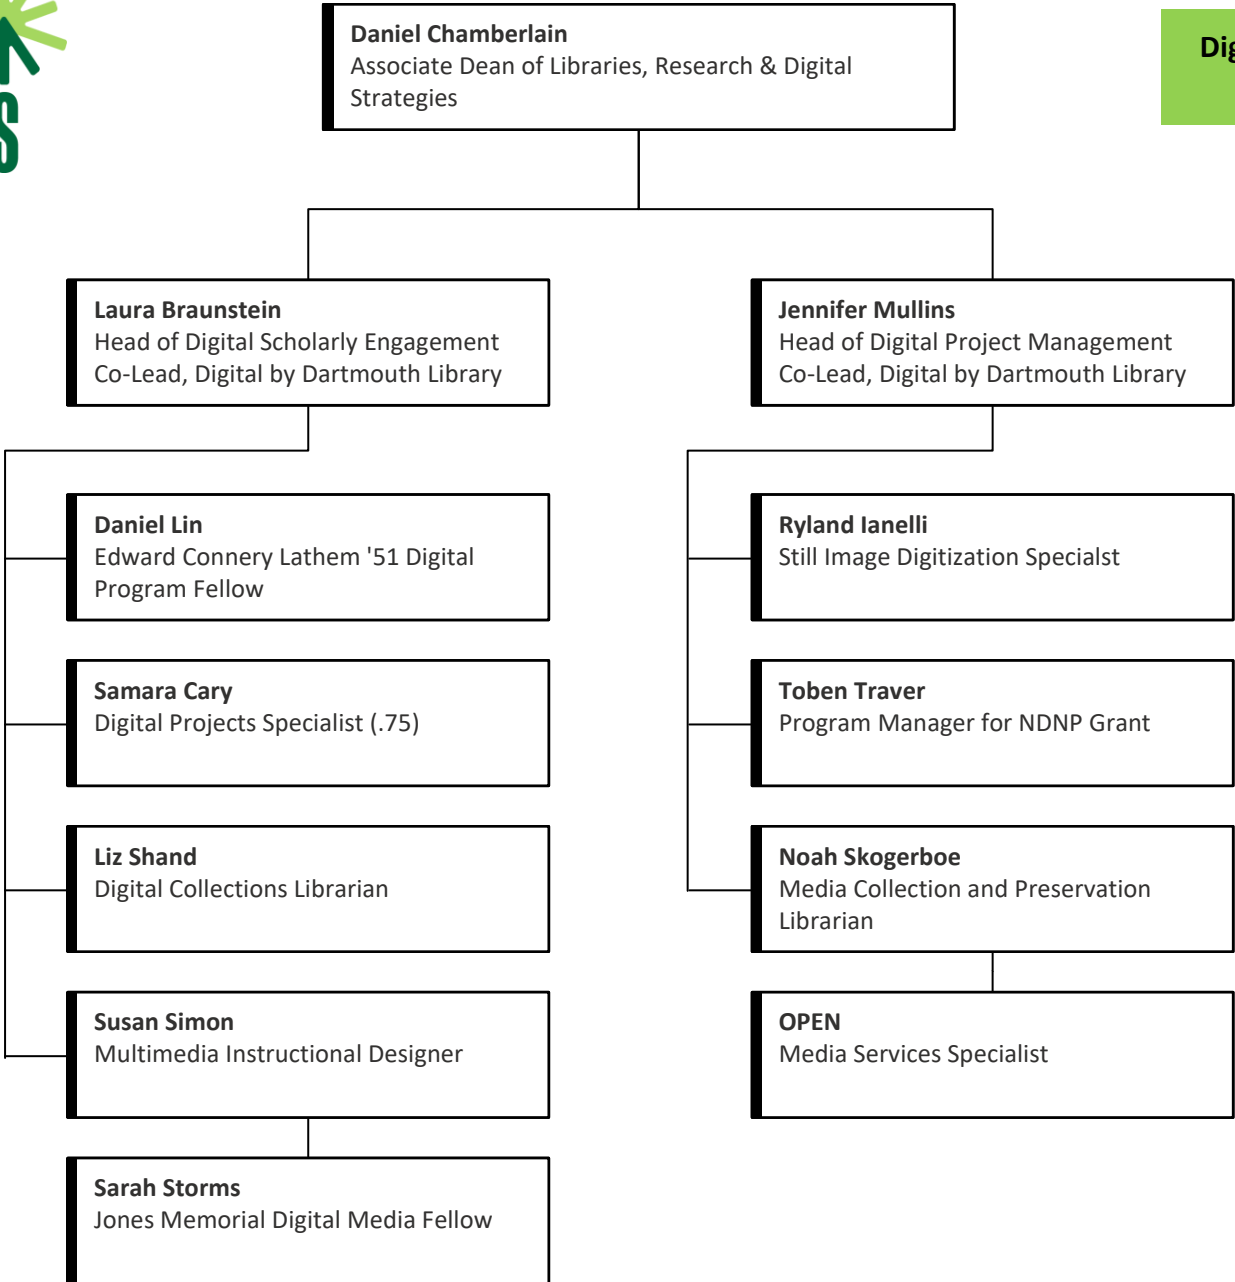 Daniel Chamberlain
Associate Dean of Libraries, Research & Digital
Strategies
Laura Braunstein
Head of Digital Scholarly Engagement
Co-Lead, Digital by Dartmouth Library
Jennifer Mullins
Head of Digital Project Management
Co-Lead, Digital by Dartmouth Library
Daniel Lin
Edward Connery Lathem '51 Digital
Program Fellow
Ryland Ianelli
Still Image Digitization Specialst
Samara Cary
Digital Projects Specialist (.75)
Toben Traver
Program Manager for NDNP Grant
Liz Shand
Digital Collections Librarian
Noah Skogerboe
Media Collection and Preservation
Librarian
Susan Simon
Multimedia Instructional Designer
OPEN
Media Services Specialist
Sarah Storms
Jones Memorial Digital Media Fellow